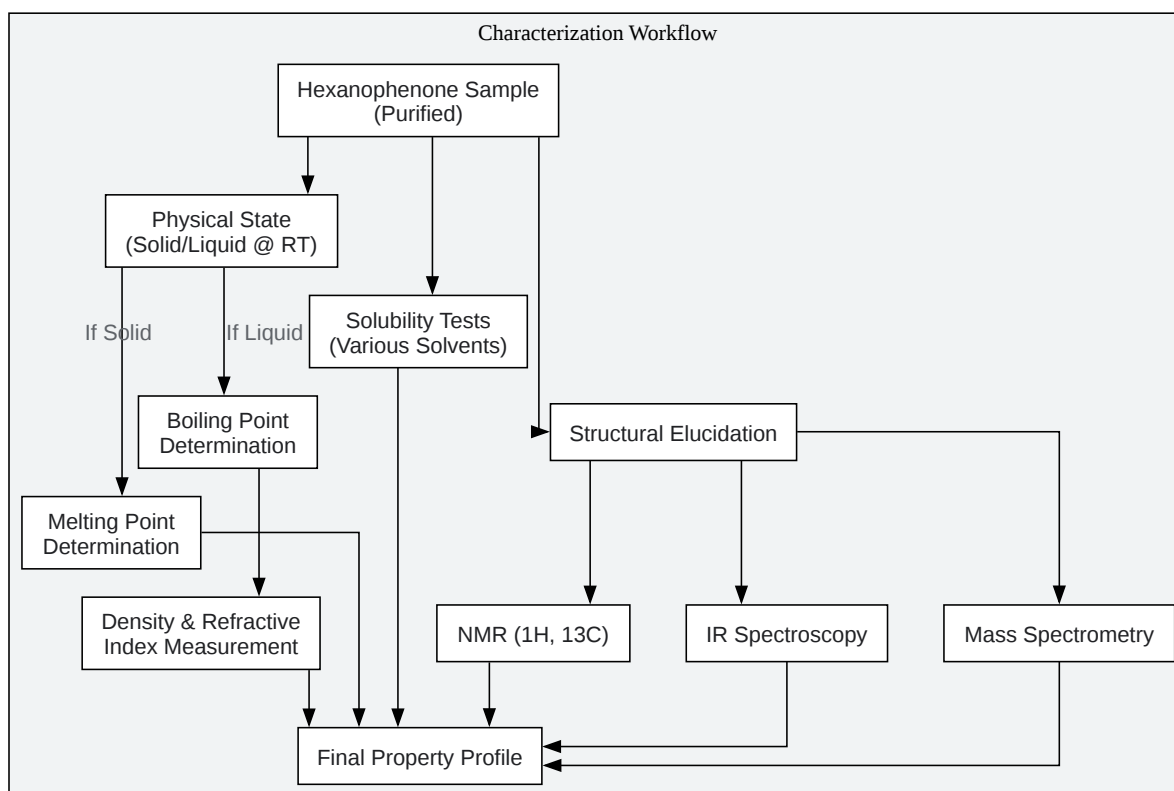 Characterization Workflow
Hexanophenone Sample
(Purified)
Physical State
(Solid/Liquid @ RT)
If Solid
If Liquid
Solubility Tests
(Various Solvents)
Boiling Point
Determination
Structural Elucidation
Melting Point
Determination
Density & Refractive
Index Measurement
NMR (1H, 13C)
IR Spectroscopy
Mass Spectrometry
Final Property Profile